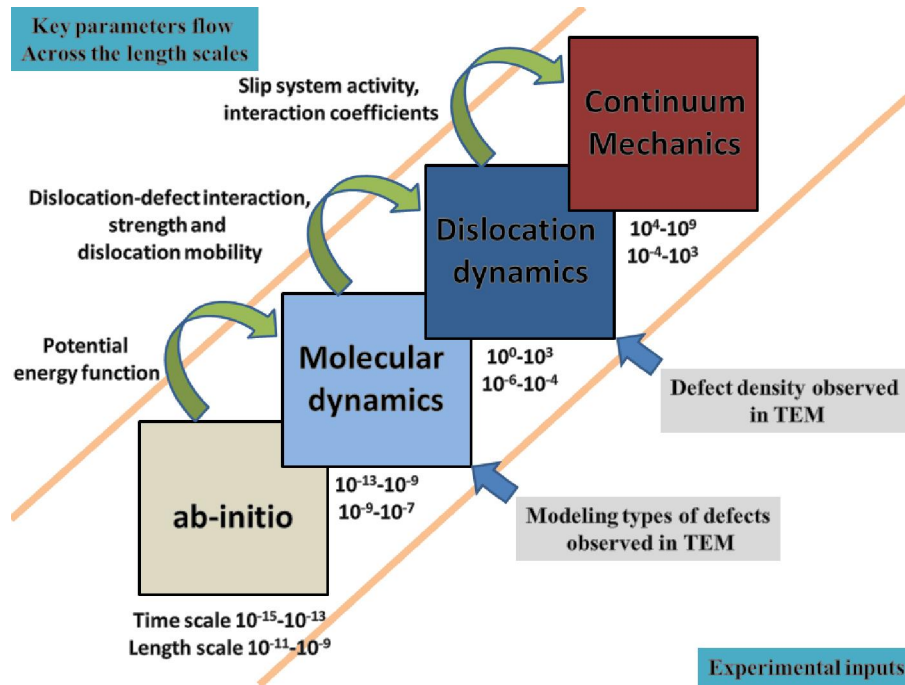 Key parameters flow
Across the length scales
Slip system activity,
interaction coefficients
Continuum
Mechanics
10⁴-10⁹
10⁻⁴-10³
Dislocation-defect interaction,
strength and
dislocation mobility
Dislocation
dynamics
10⁰-10³
10⁻⁶-10⁻⁴
Defect density observed
in TEM
Potential
energy function
Molecular
dynamics
10⁻¹³-10⁻⁹
10⁻⁹-10⁻⁷
Modeling types of defects
observed in TEM
ab-initio
Time scale 10⁻¹⁵-10⁻¹³
Length scale 10⁻¹¹-10⁻⁹
Experimental inputs